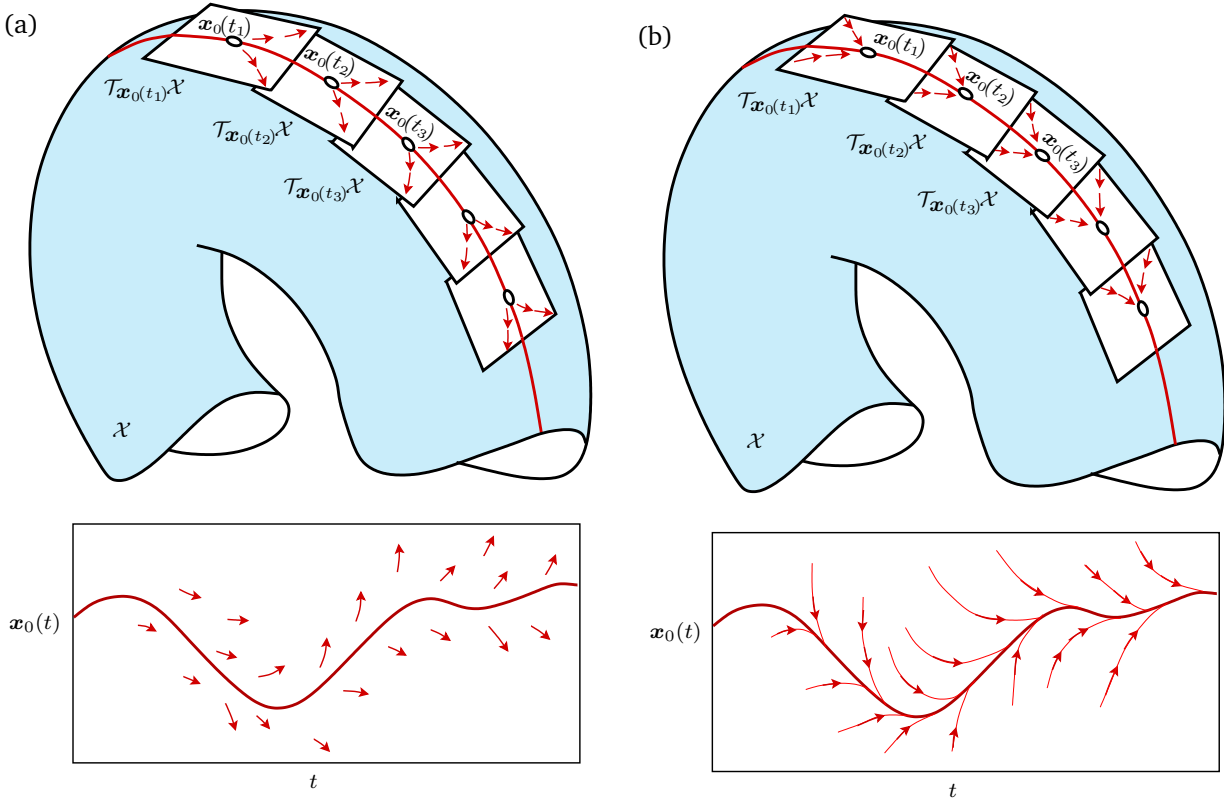 (a)
𝒙₀(t₁)
𝒙₀(t₂)
𝒙₀(t₃)
𝒯𝒙₀(t₁)𝒳
𝒯𝒙₀(t₂)𝒳
𝒯𝒙₀(t₃)𝒳
𝒳
𝒙₀(t)
t
(b)
𝒙₀(t₁)
𝒙₀(t₂)
𝒙₀(t₃)
𝒯𝒙₀(t₁)𝒳
𝒯𝒙₀(t₂)𝒳
𝒯𝒙₀(t₃)𝒳
𝒳
𝒙₀(t)
t